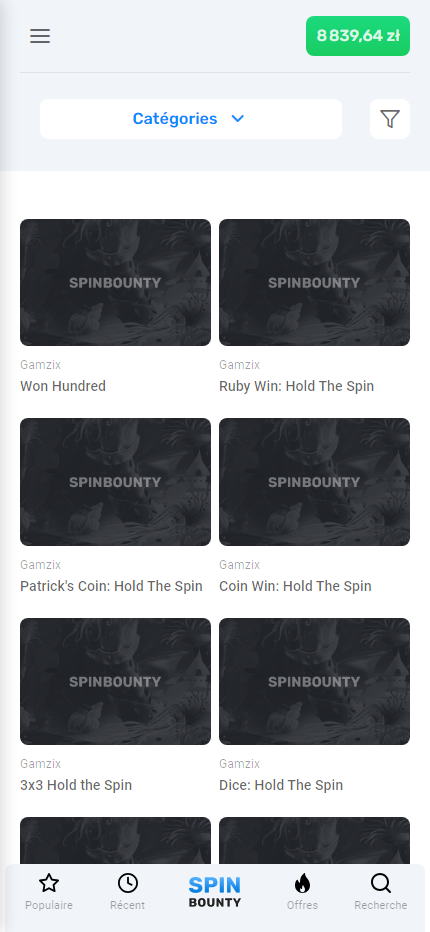 8 839,64 zł
Catégories
SPINBOUNTY SPINBOUNTY
Gamzix Gamzix
Won Hundred Ruby Win: Hold The Spin
SPINBOUNTY SPINBOUNTY
Gamzix Gamzix
Patrick's Coin: Hold The Spin Coin Win: Hold The Spin
SPINBOUNTY SPINBOUNTY
Gamzix Gamzix
3x3 Hold the Spin Dice: Hold The Spin
SPIN
BOUNTY
Populaire Récent Offres Recherche